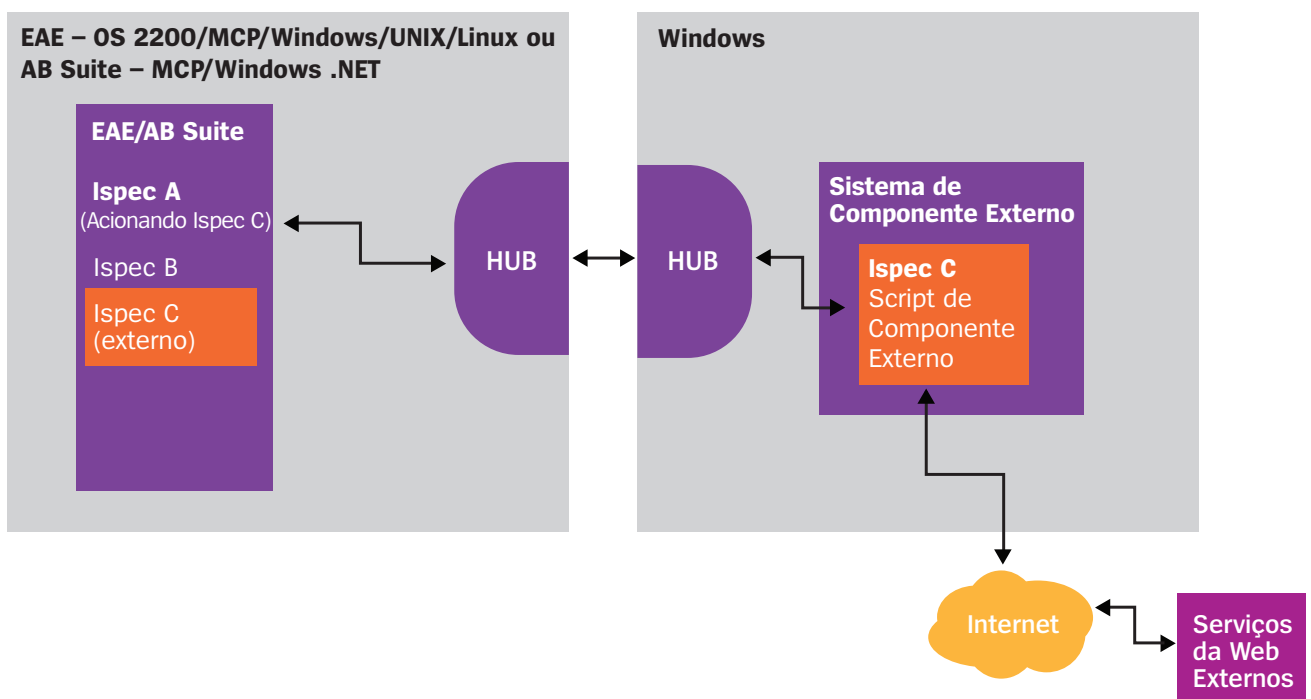 EAE – OS 2200/MCP/Windows/UNIX/Linux ou
AB Suite – MCP/Windows .NET
EAE/AB Suite
Ispec A
(Acionando Ispec C)
Ispec B
Ispec C
(externo)
HUB
Windows
HUB
Sistema de
Componente Externo
Ispec C
Script de
Componente
Externo
Internet
Serviços
da Web
Externos